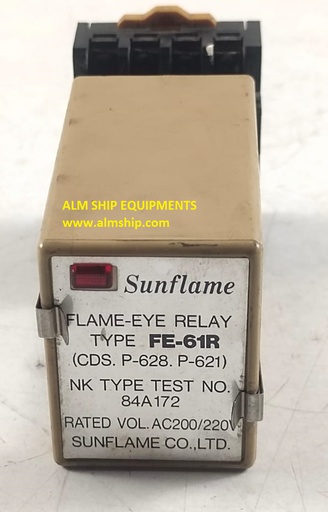 ALM SHIP EQUIPMENTS
www.almship.com
Sunflame
FLAME-EYE RELAY
TYPE FE-61R
(CDS. P-628. P-621)
NK TYPE TEST NO.
84A172
RATED VOL. AC200/220V
SUNFLAME CO.,LTD.